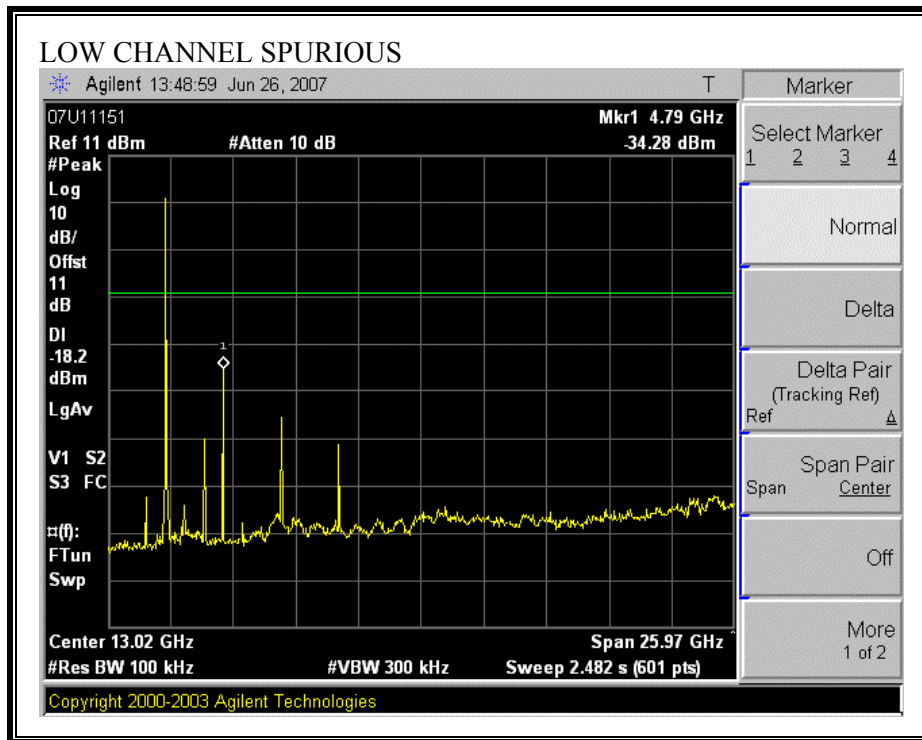 LOW CHANNEL SPURIOUS
Agilent 13:48:59 Jun 26, 2007 T
07U11151 Mkr1 4.79 GHz
Ref 11 dBm #Atten 10 dB -34.28 dBm
#Peak
Log
10
dB/
Offst
11
dB
DI
-18.2
dBm
LgAv
V1 S2
S3 FC
¤(f):
FTun
Swp
1
Center 13.02 GHz Span 25.97 GHz ^
#Res BW 100 kHz #VBW 300 kHz Sweep 2.482 s (601 pts)
Copyright 2000-2003 Agilent Technologies
Marker
Select Marker
1 2 3 4
Normal
Delta
Delta Pair
(Tracking Ref)
Ref Δ
Span Pair
Span Center
Off
More
1 of 2